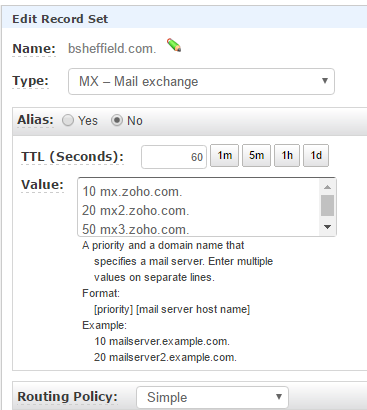 Edit Record Set
Name: bsheffield.com.
Type: MX – Mail exchange
Alias: Yes No
TTL (Seconds): 60 1m 5m 1h 1d
Value: 10 mx.zoho.com.
20 mx2.zoho.com.
50 mx3.zoho.com.
A priority and a domain name that
specifies a mail server. Enter multiple
values on separate lines.
Format:
[priority] [mail server host name]
Example:
10 mailserver.example.com.
20 mailserver2.example.com.
Routing Policy: Simple